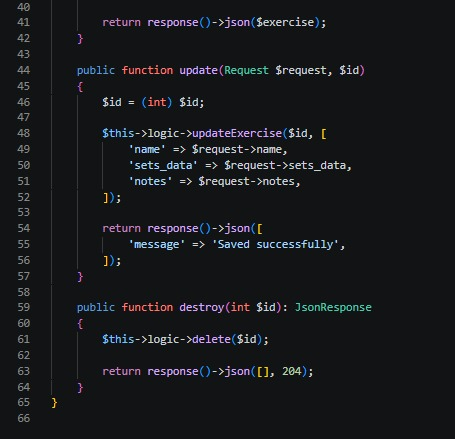 40
41 return response()->json($exercise);
42 }
43
44 public function update(Request $request, $id)
45 {
46 $id = (int) $id;
47
48 $this->logic->updateExercise($id, [
49 'name' => $request->name,
50 'sets_data' => $request->sets_data,
51 'notes' => $request->notes,
52 ]);
53
54 return response()->json([
55 'message' => 'Saved successfully',
56 ]);
57 }
58
59 public function destroy(int $id): JsonResponse
60 {
61 $this->logic->delete($id);
62
63 return response()->json([], 204);
64 }
65 }
66